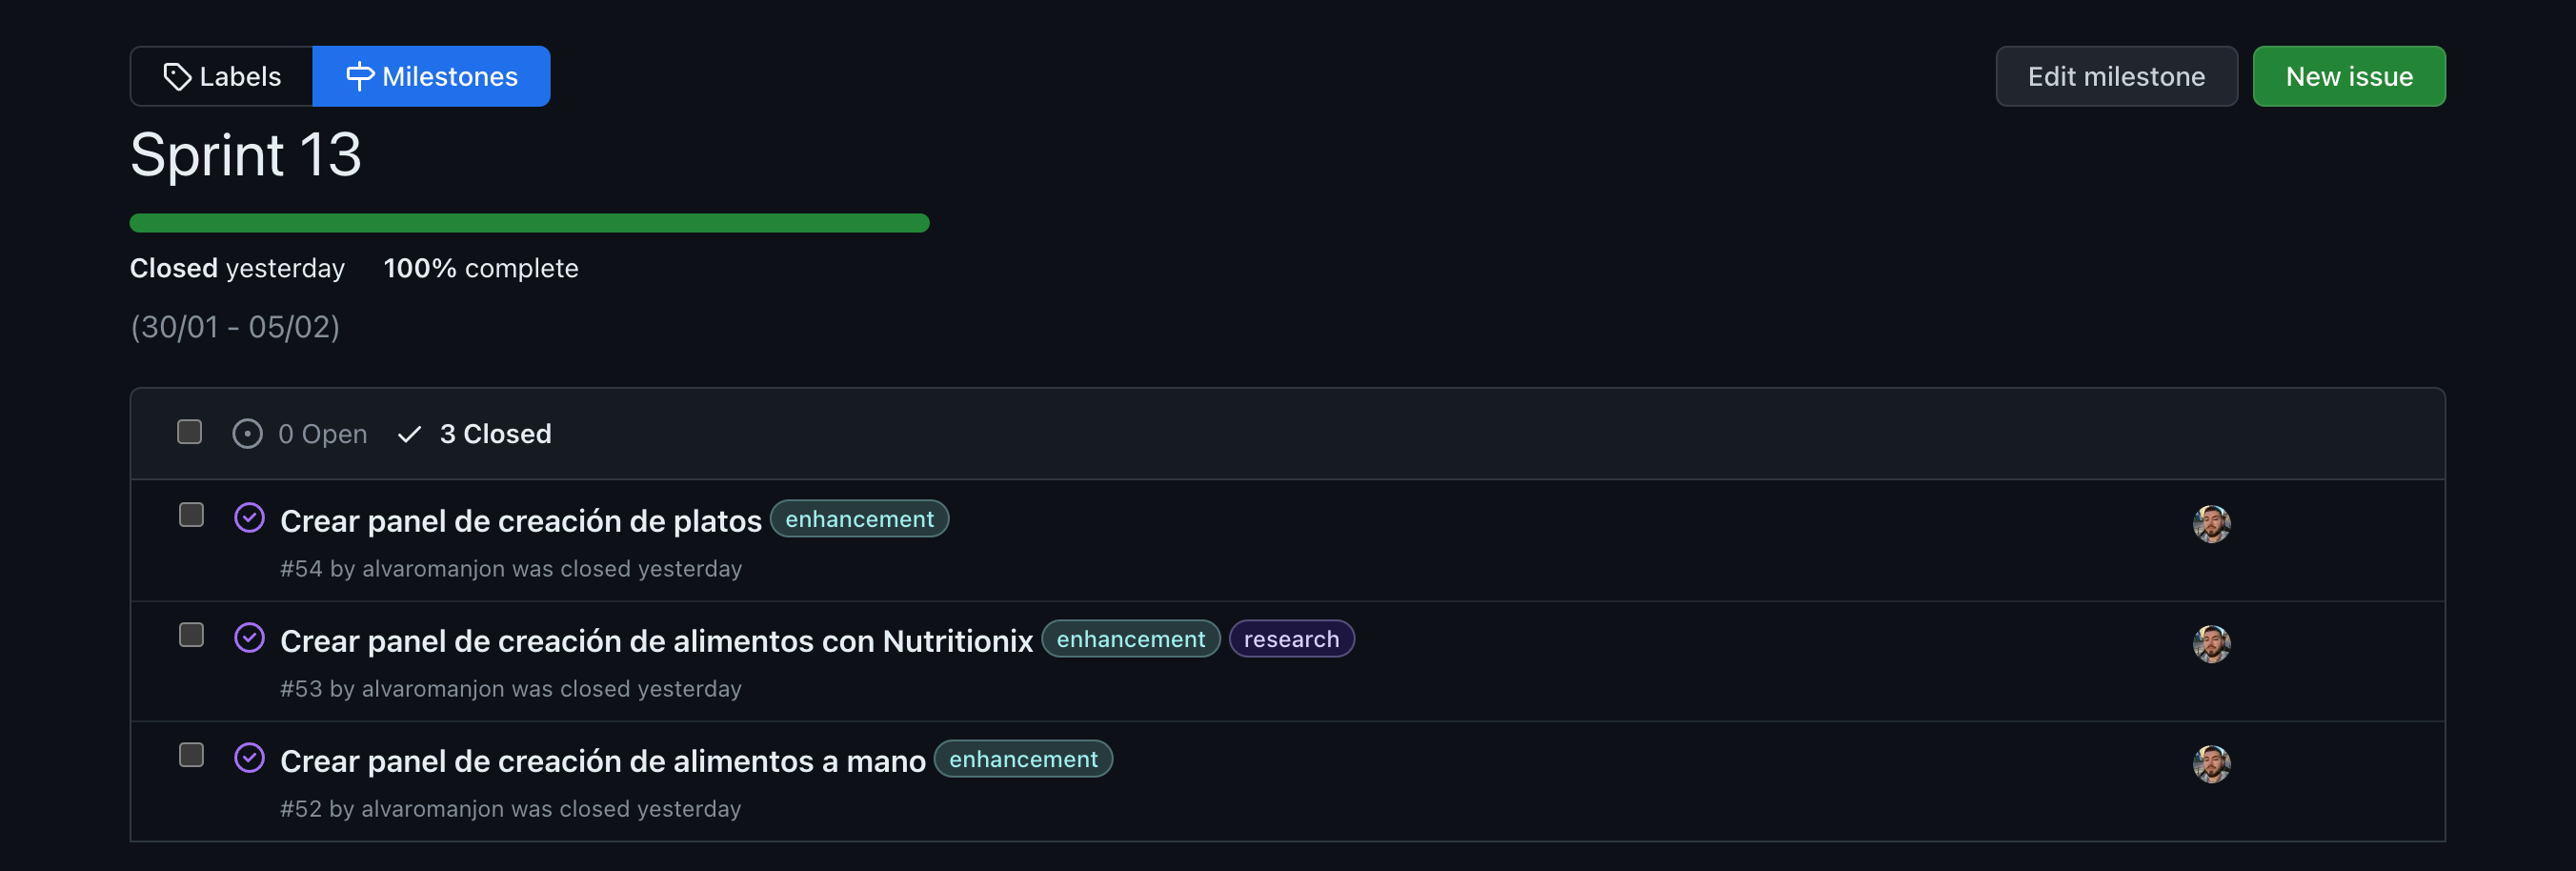 Labels Milestones Edit milestone New issue
Sprint 13
Closed yesterday 100% complete
(30/01 - 05/02)
0 Open 3 Closed
Crear panel de creación de platos enhancement
#54 by alvaromanjon was closed yesterday
Crear panel de creación de alimentos con Nutritionix enhancement research
#53 by alvaromanjon was closed yesterday
Crear panel de creación de alimentos a mano enhancement
#52 by alvaromanjon was closed yesterday